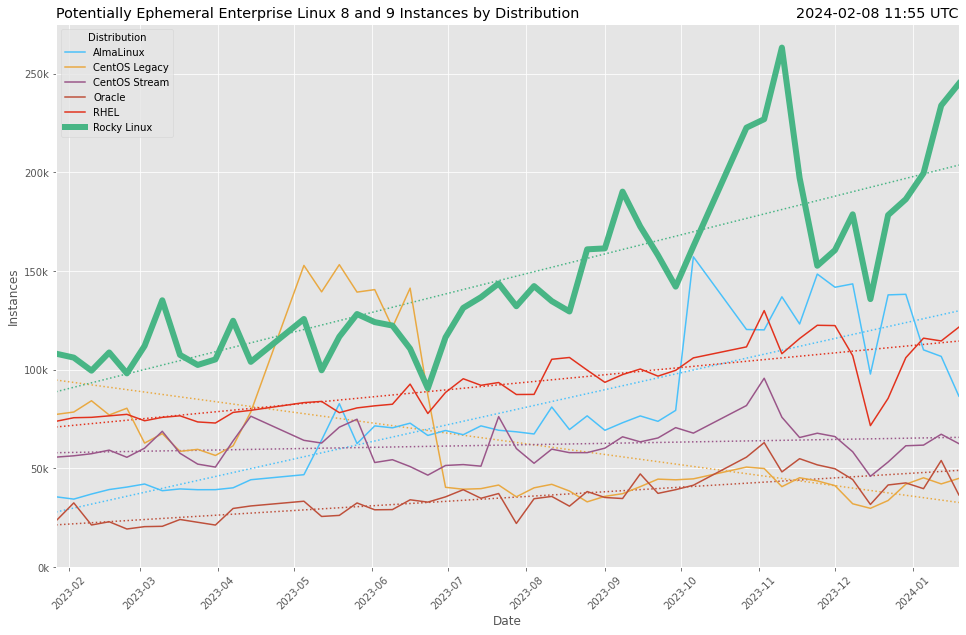 Potentially Ephemeral Enterprise Linux 8 and 9 Instances by Distribution
2024-02-08 11:55 UTC
Distribution
AlmaLinux
CentOS Legacy
CentOS Stream
Oracle
RHEL
Rocky Linux
Instances
250k
200k
150k
100k
50k
0k
2023-02
2023-03
2023-04
2023-05
2023-06
2023-07
2023-08
2023-09
2023-10
2023-11
2023-12
2024-01
Date